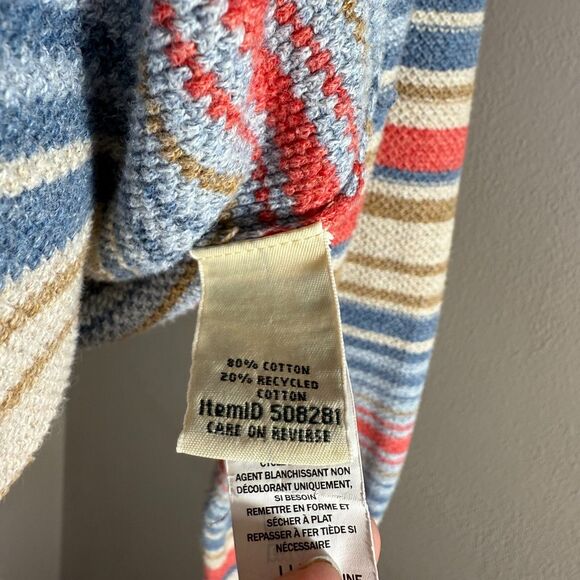 80% COTTON
20% RECYCLED
COTTON
ItemID 508281
CARE ON REVERSE
AGENT BLANCHISSANT NON
DÉCOLORANT UNIQUEMENT,
SI BESOIN
REMETTRE EN FORME ET
SÉCHER À PLAT
REPASSER À FER TIÈDE SI
NÉCESSAIRE